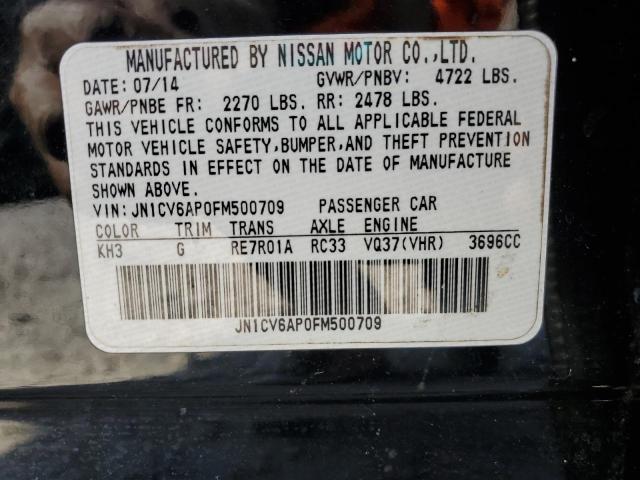 MANUFACTURED BY NISSAN MOTOR CO.,LTD.
DATE: 07/14 GVWR/PNBV: 4722 LBS.
GAWR/PNBE FR: 2270 LBS. RR: 2478 LBS.
THIS VEHICLE CONFORMS TO ALL APPLICABLE FEDERAL
MOTOR VEHICLE SAFETY,BUMPER,AND THEFT PREVENTION
STANDARDS IN EFFECT ON THE DATE OF MANUFACTURE
SHOWN ABOVE.
VIN:JN1CV6AP0FM500709 PASSENGER CAR
COLOR TRIM TRANS AXLE ENGINE
KH3 G RE7R01A RC33 VQ37(VHR) 3696CC
JN1CV6AP0FM500709